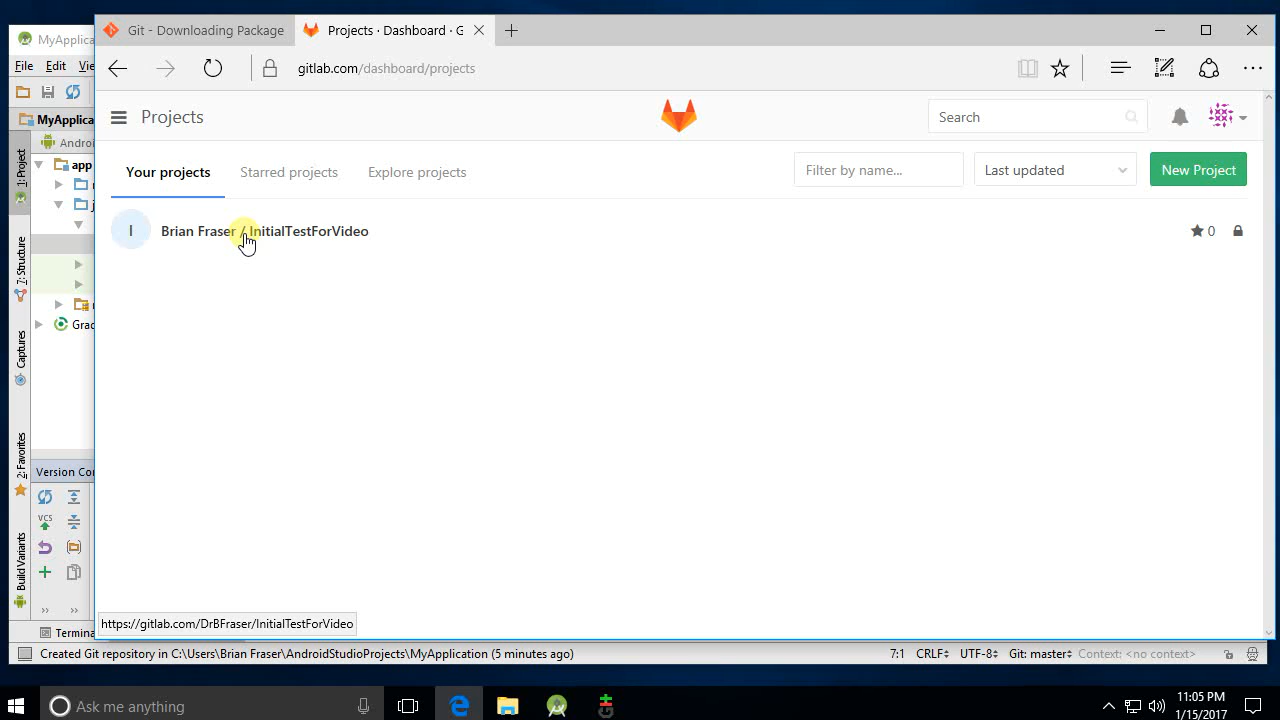 MyApplica
Git - Downloading Package
Projects · Dashboard · G
File Edit Vie
gitlab.com/dashboard/projects
MyApplica
Projects
Search
Androi
1: Project
app
Your projects
Starred projects
Explore projects
Filter by name...
Last updated
New Project
I
Brian Fraser / InitialTestForVideo
0
7: Structure
Grad
Captures
2: Favorites
Version Con
VCS
Build Variants
https://gitlab.com/DrBFraser/InitialTestForVideo
Termina
Created Git repository in C:\Users\Brian Fraser\AndroidStudioProjects\MyApplication (5 minutes ago)
7:1 CRLF÷ UTF-8÷ Git: master÷ Context: <no context>
Ask me anything
11:05 PM
1/15/2017